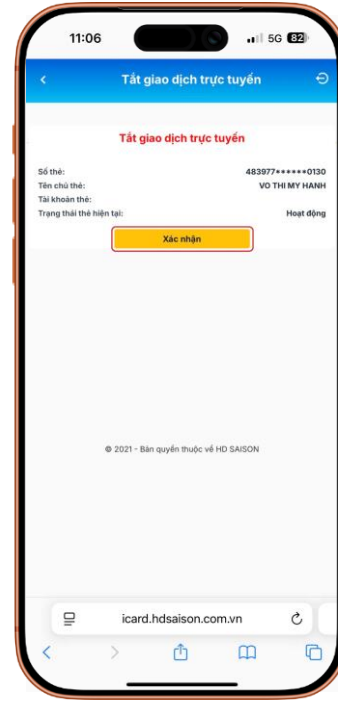 11:06 5G 82
Tắt giao dịch trực tuyến
Tắt giao dịch trực tuyến
Số thẻ: 483977******0130
Tên chủ thẻ: VO THI MY HANH
Tài khoản thẻ:
Trạng thái thẻ hiện tại: Hoạt động
Xác nhận
© 2021 - Bản quyền thuộc về HD SAISON
icard.hdsaison.com.vn